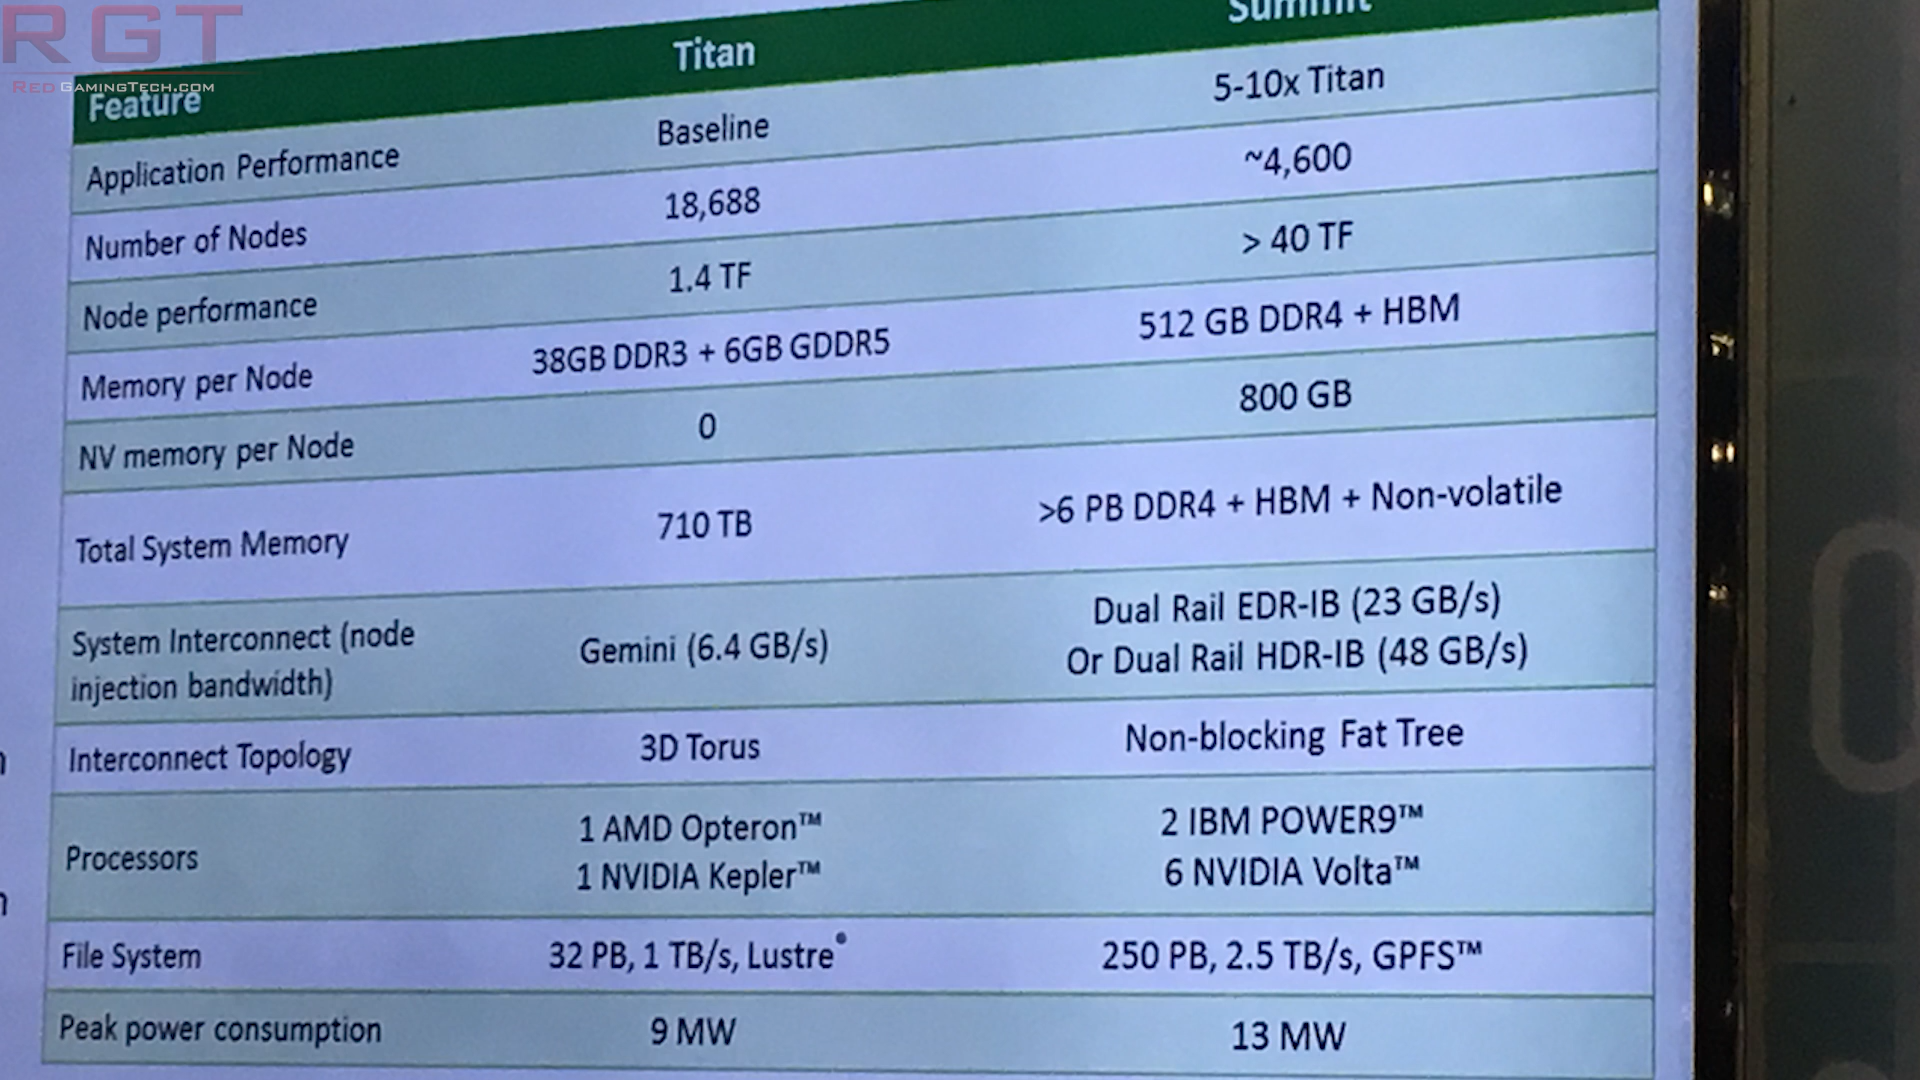 RGT
RedGamingTech.com
Feature Titan Summit
Application Performance Baseline 5-10x Titan
Number of Nodes 18,688 ~4,600
Node performance 1.4 TF > 40 TF
Memory per Node 38GB DDR3 + 6GB GDDR5 512 GB DDR4 + HBM
NV memory per Node 0 800 GB
Total System Memory 710 TB >6 PB DDR4 + HBM + Non-volatile
System Interconnect (node injection bandwidth) Gemini (6.4 GB/s) Dual Rail EDR-IB (23 GB/s)
Or Dual Rail HDR-IB (48 GB/s)
Interconnect Topology 3D Torus Non-blocking Fat Tree
Processors 1 AMD Opteron™ 2 IBM POWER9™
1 NVIDIA Kepler™ 6 NVIDIA Volta™
File System 32 PB, 1 TB/s, Lustre® 250 PB, 2.5 TB/s, GPFS™
Peak power consumption 9 MW 13 MW